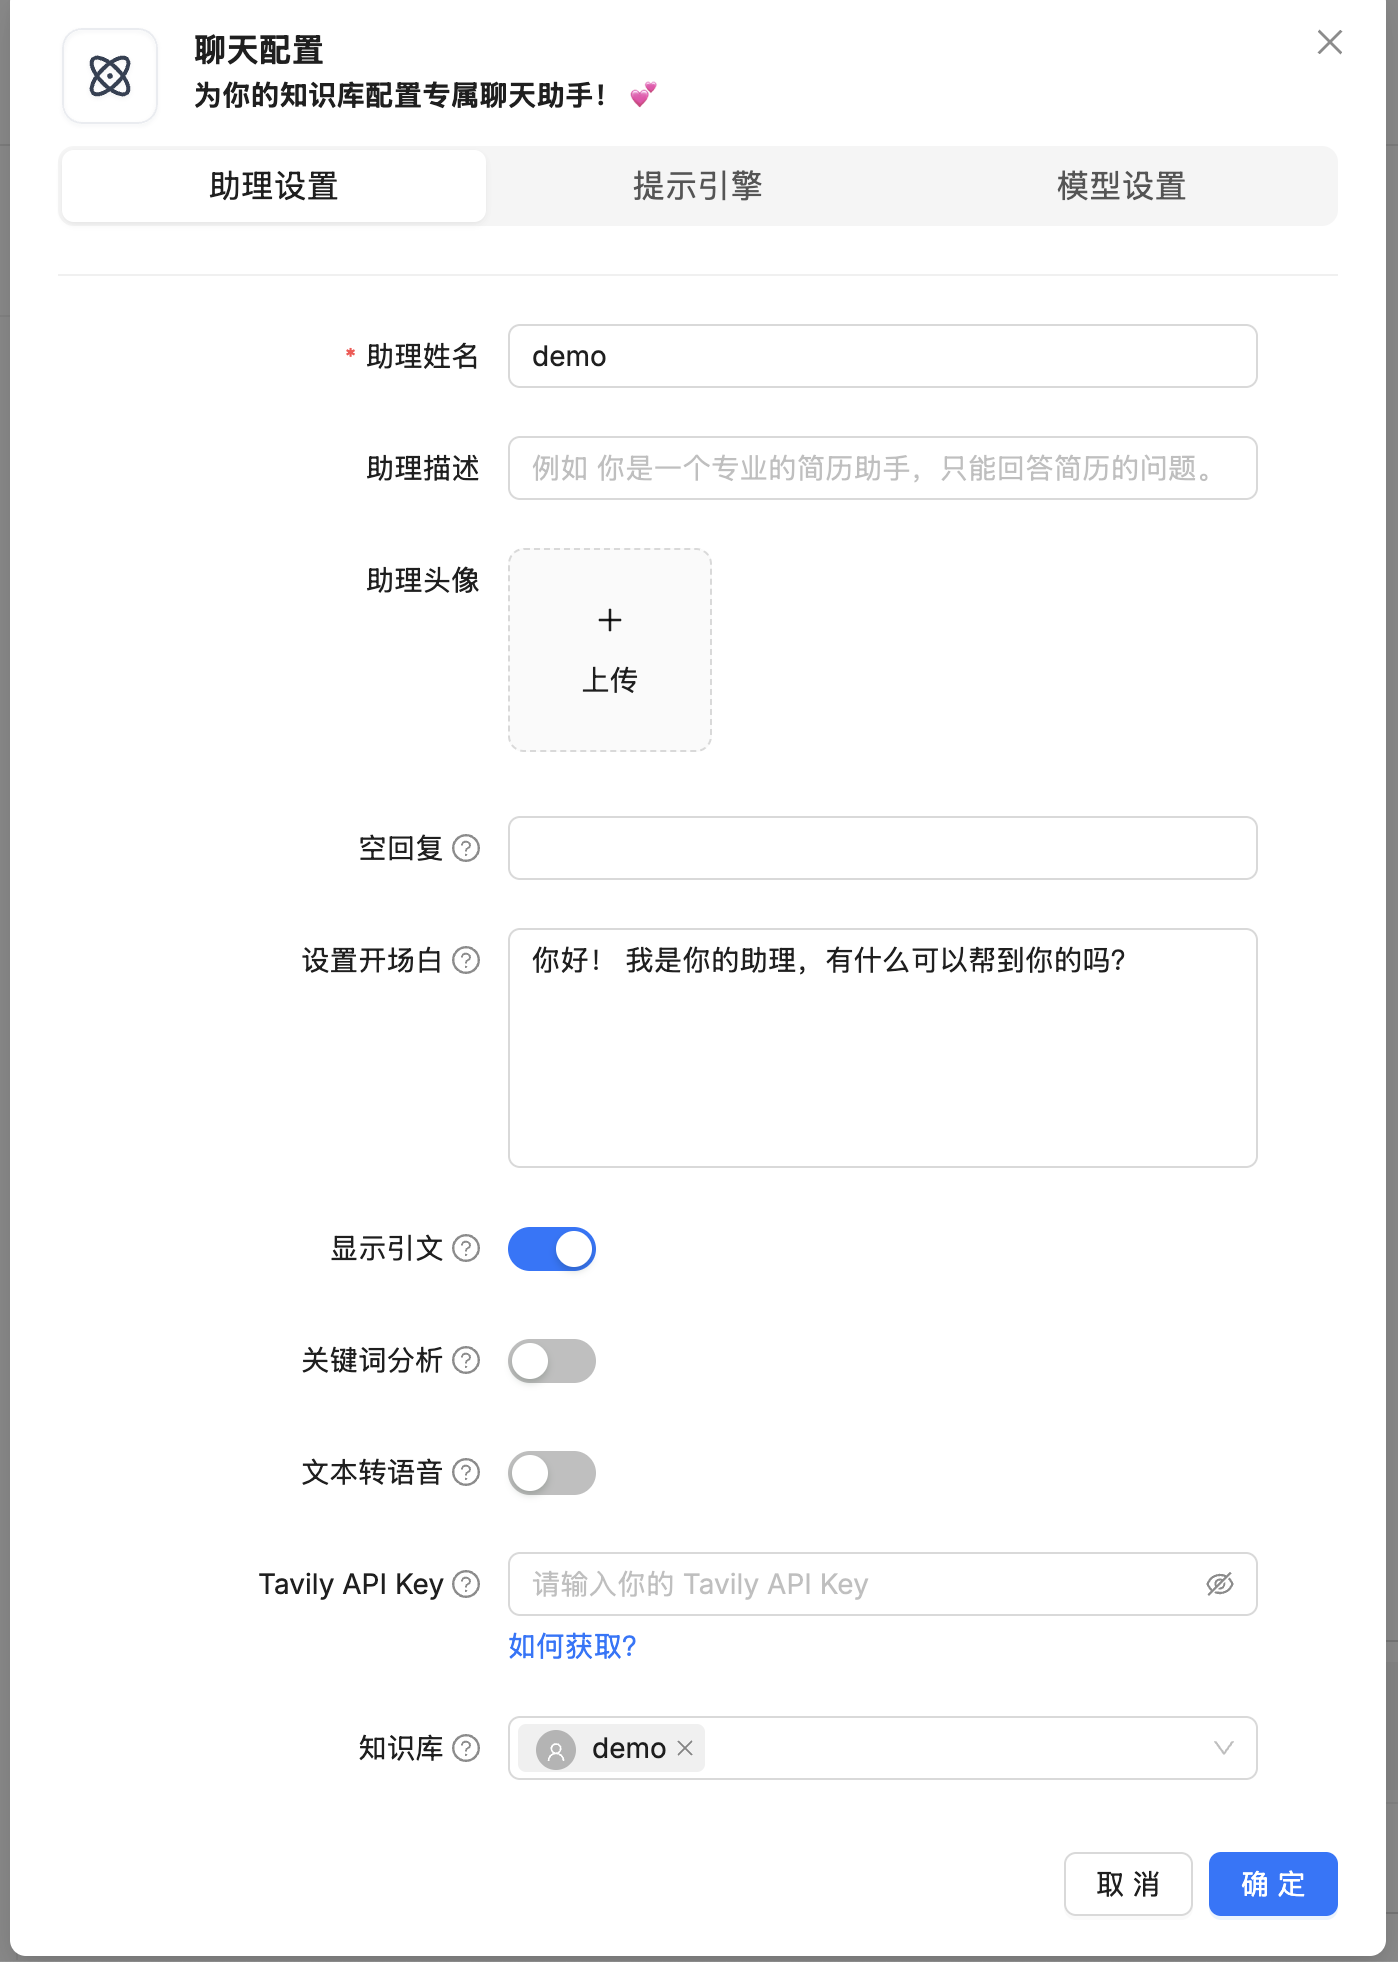 聊天配置
为你的知识库配置专属聊天助手! 💕
助理设置
提示引擎
模型设置
* 助理姓名
demo
助理描述
例如 你是一个专业的简历助手，只能回答简历的问题。
助理头像
+
上传
空回复
设置开场白
你好！ 我是你的助理，有什么可以帮到你的吗?
显示引文
关键词分析
文本转语音
Tavily API Key
请输入你的 Tavily API Key
如何获取?
知识库
demo
取 消
确 定